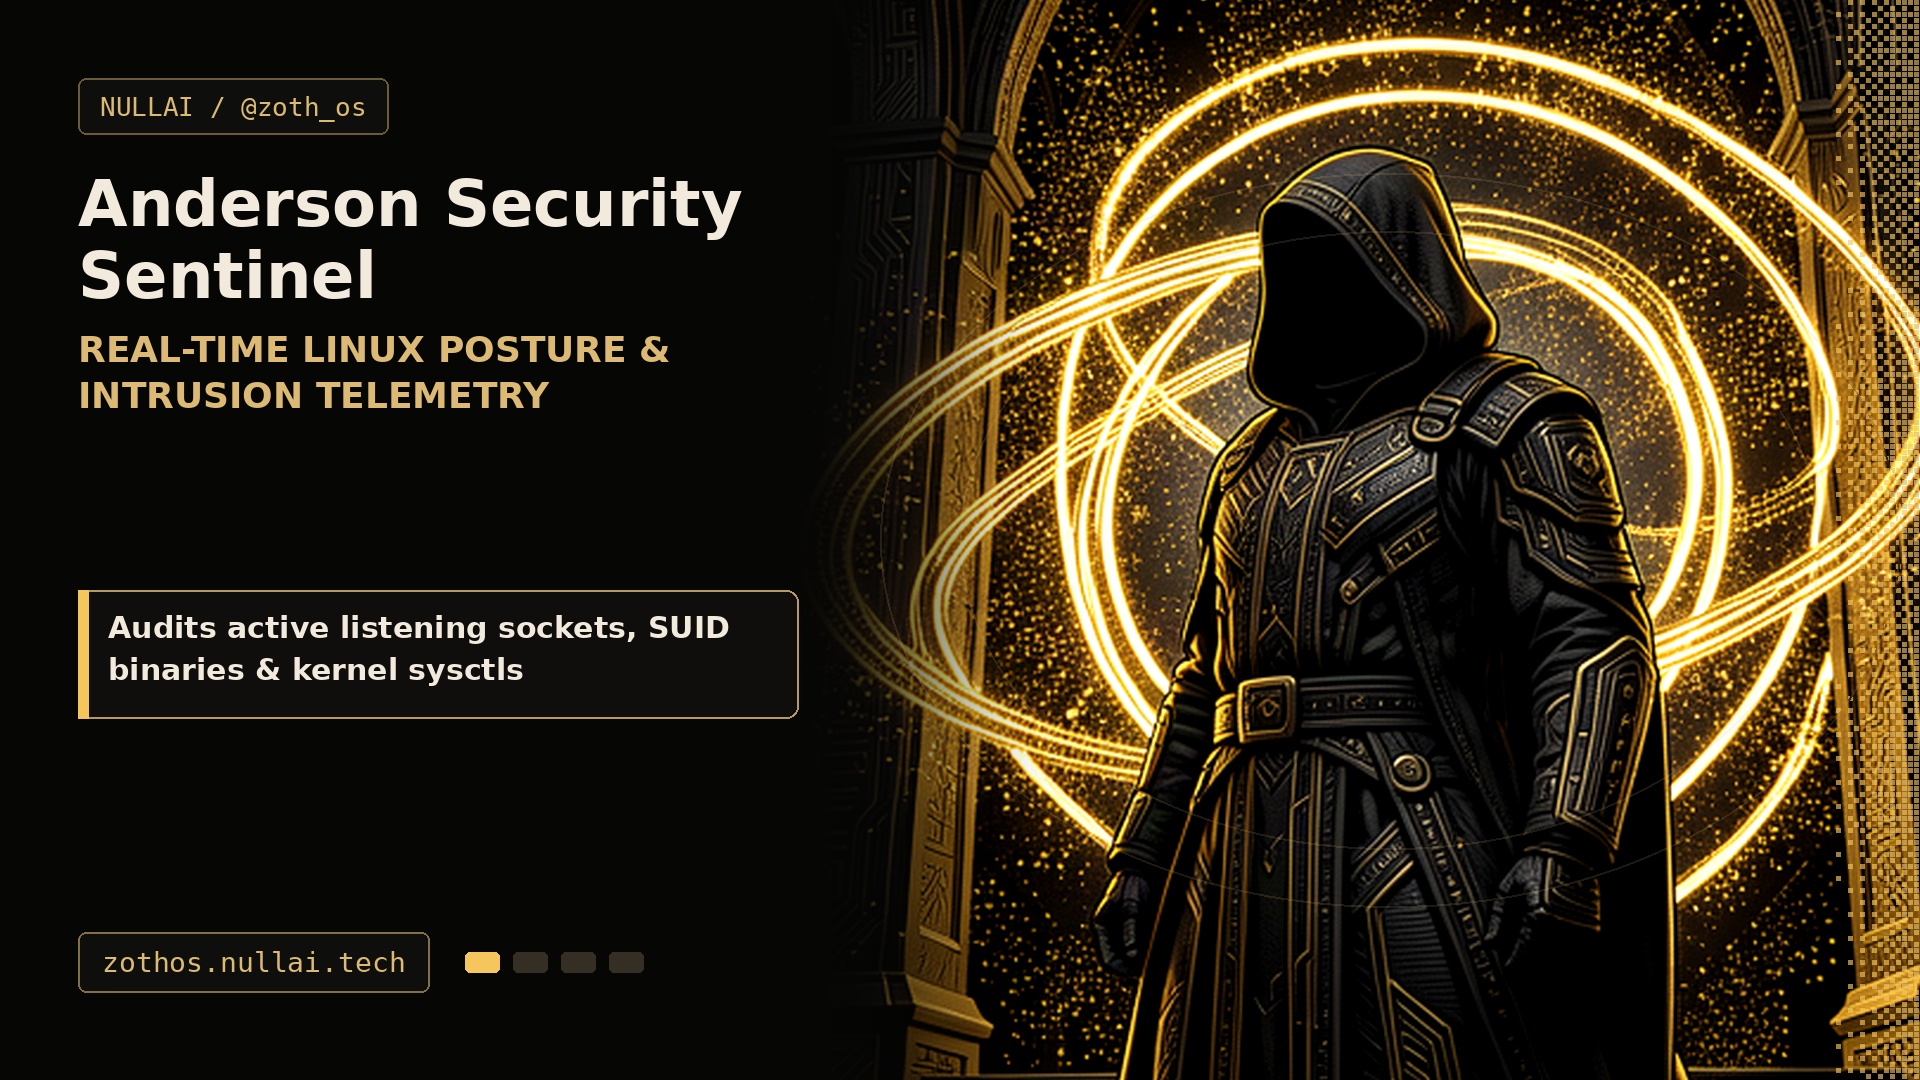 NULLAI / @zoth_os
Anderson Security
Sentinel
REAL-TIME LINUX POSTURE &
INTRUSION TELEMETRY
Audits active listening sockets, SUID
binaries & kernel sysctls
zothos.nullai.tech